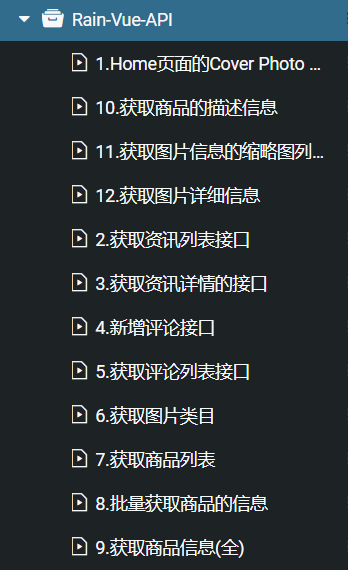 Rain-Vue-API
1.Home页面的Cover Photo ...
10.获取商品的描述信息
11.获取图片信息的缩略图列...
12.获取图片详细信息
2.获取资讯列表接口
3.获取资讯详情的接口
4.新增评论接口
5.获取评论列表接口
6.获取图片类目
7.获取商品列表
8.批量获取商品的信息
9.获取商品信息(全)